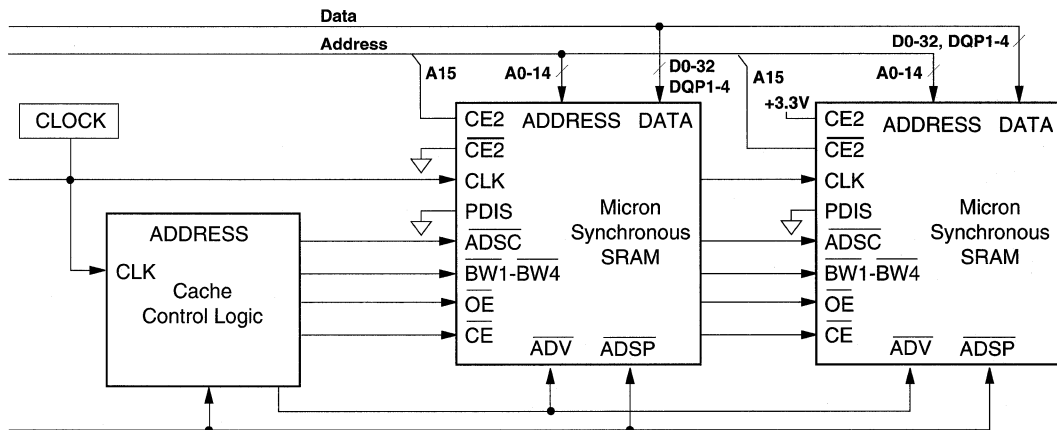 Data
Address
A15
A0-14
D0-32
DQP1-4
A15
+3.3V
D0-32, DQP1-4
A0-14
CLOCK
ADDRESS
CLK
Cache
Control Logic
CE2
ADDRESS DATA
CE2
CLK
PDIS
ADSC
BW1-BW4
OE
CE
Micron
Synchronous
SRAM
ADV
ADSP
CE2
ADDRESS DATA
CE2
CLK
PDIS
ADSC
BW1-BW4
OE
CE
Micron
Synchronous
SRAM
ADV
ADSP